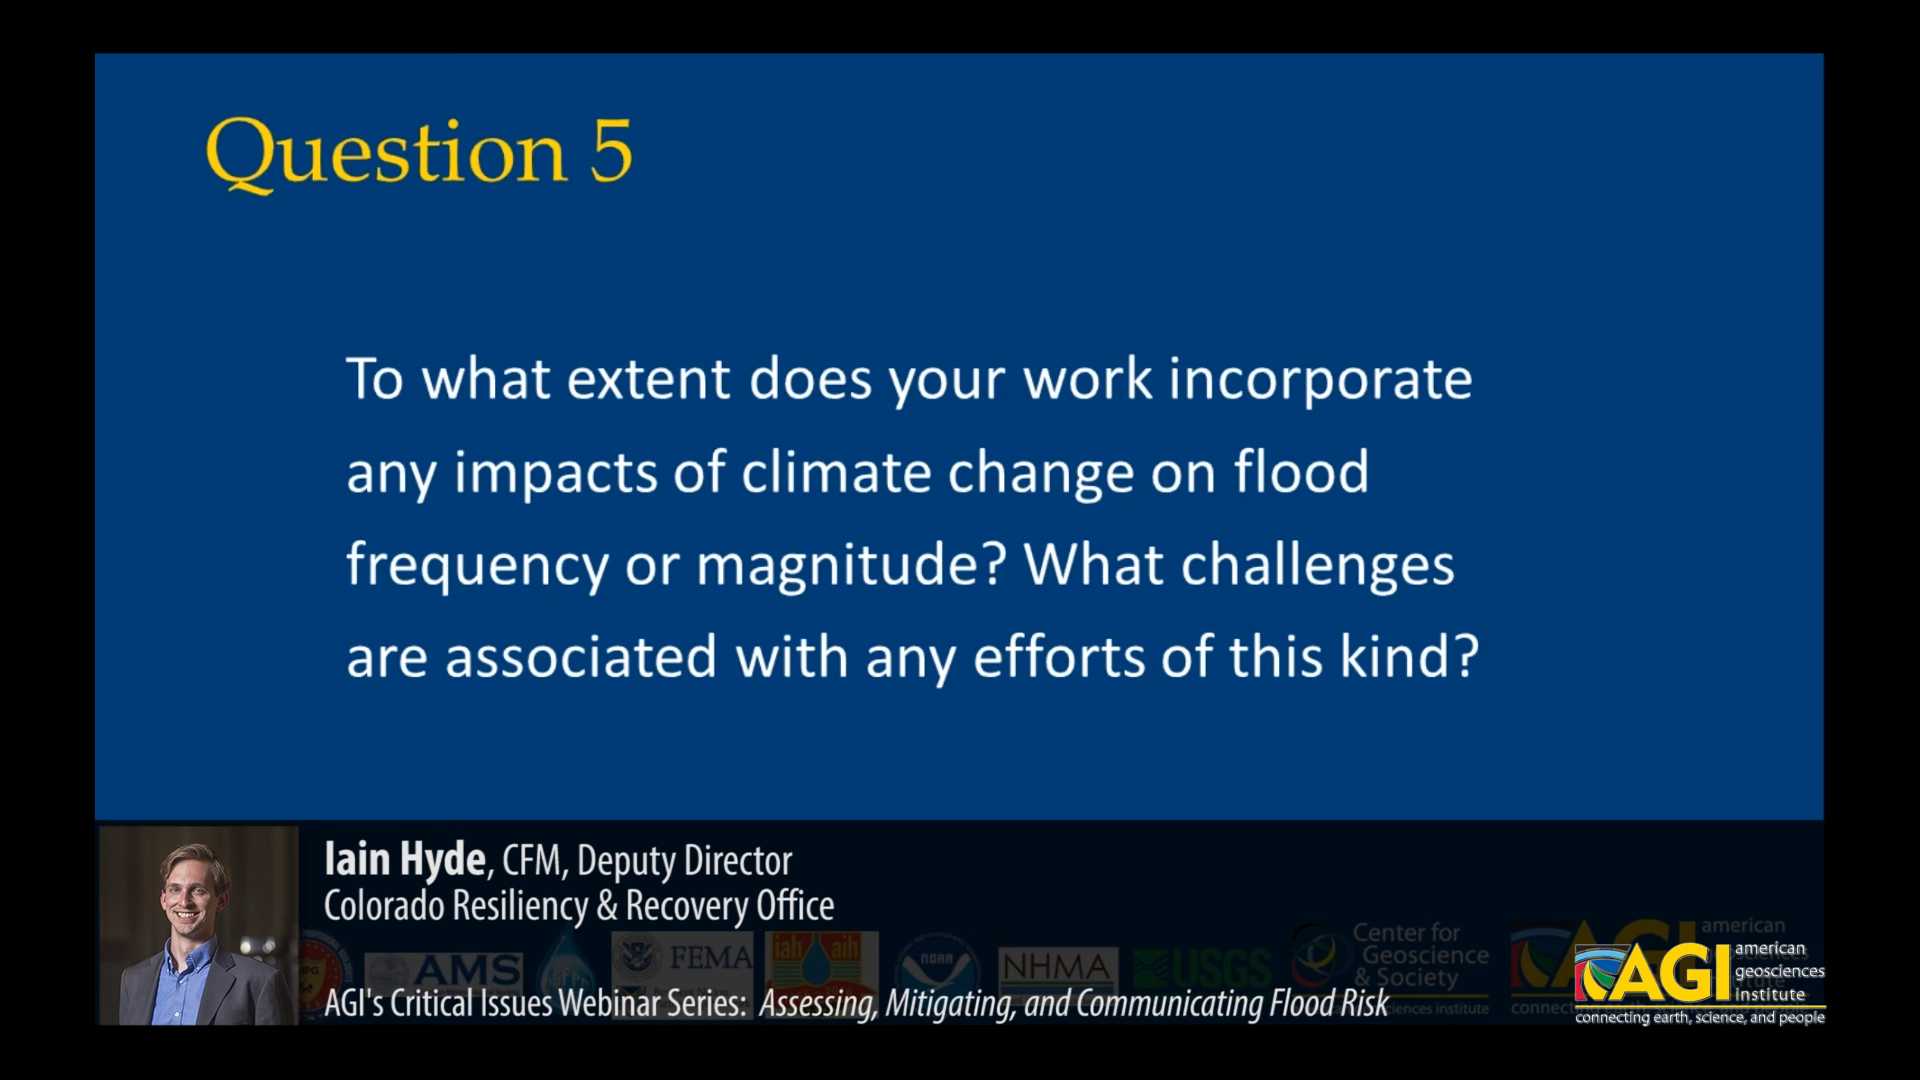 Question 5
To what extent does your work incorporate
any impacts of climate change on flood
frequency or magnitude? What challenges
are associated with any efforts of this kind?
Iain Hyde, CFM, Deputy Director
Colorado Resiliency & Recovery Office
AMS
FEMA
iah aih
NOAA
NHMA
USGS
Center for
Geoscience
& Society
AGI's Critical Issues Webinar Series: Assessing, Mitigating, and Communicating Flood Risk
AGI
american
geosciences
institute
connecting earth, science, and people